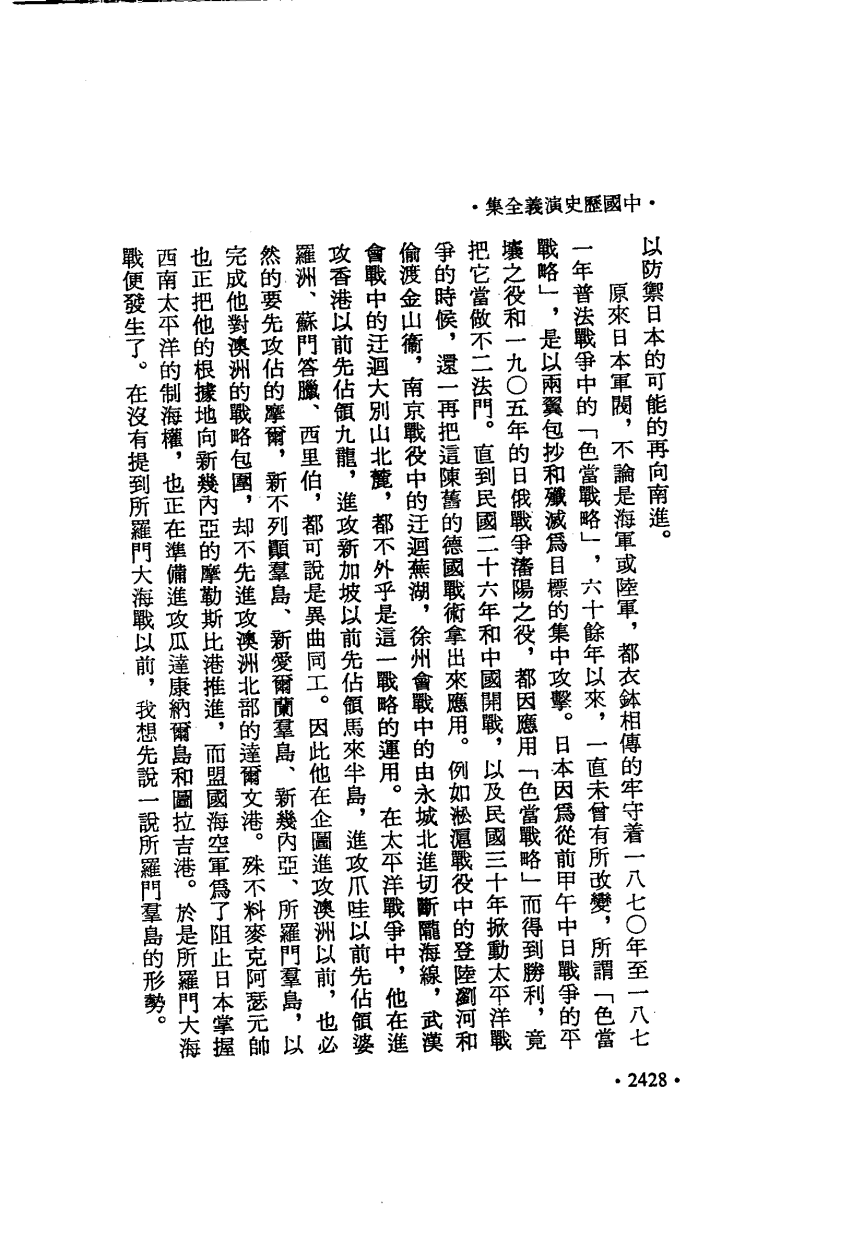 ·中國歷史演義全集·
以防禦日本的可能的再向南進。
原來日本軍閥，不論是海軍或陸軍，都衣鉢相傳的牢守着一八七〇年至一八七
一年普法戰爭中的「色當戰略」，六十餘年以來，一直未曾有所改變，所謂「色當
戰略」，是以兩翼包抄和殲滅爲目標的集中攻擊。日本因爲從前甲午中日戰爭的平
壤之役和一九〇五年的日俄戰爭瀋陽之役，都因應用「色當戰略」而得到勝利，竟
把它當做不二法門。直到民國二十六年和中國開戰，以及民國三十年掀動太平洋戰
爭的時候，還一再把這陳舊的德國戰術拿出來應用。例如淞滬戰役中的登陸瀏河和
偷渡金山衞，南京戰役中的迂迴蕪湖，徐州會戰中的由永城北進切斷隴海線，武漢
會戰中的迂迴大別山北麓，都不外乎是這一戰略的運用。在太平洋戰爭中，他在進
攻香港以前先佔領九龍，進攻新加坡以前先佔領馬來半島，進攻爪哇以前先佔領婆
羅洲、蘇門答臘、西里伯，都可說是異曲同工。因此他在企圖進攻澳洲以前，也必
然的要先攻佔的摩爾，新不列顚羣島、新愛爾蘭羣島、新幾內亞、所羅門羣島，以
完成他對澳洲的戰略包圍，却不先進攻澳洲北部的達爾文港。殊不料麥克阿瑟元帥
也正把他的根據地向新幾內亞的摩勒斯比港推進，而盟國海空軍爲了阻止日本掌握
西南太平洋的制海權，也正在準備進攻瓜達康納爾島和圖拉吉港。於是所羅門大海
戰便發生了。在沒有提到所羅門大海戰以前，我想先說一說所羅門羣島的形勢。
·2428·